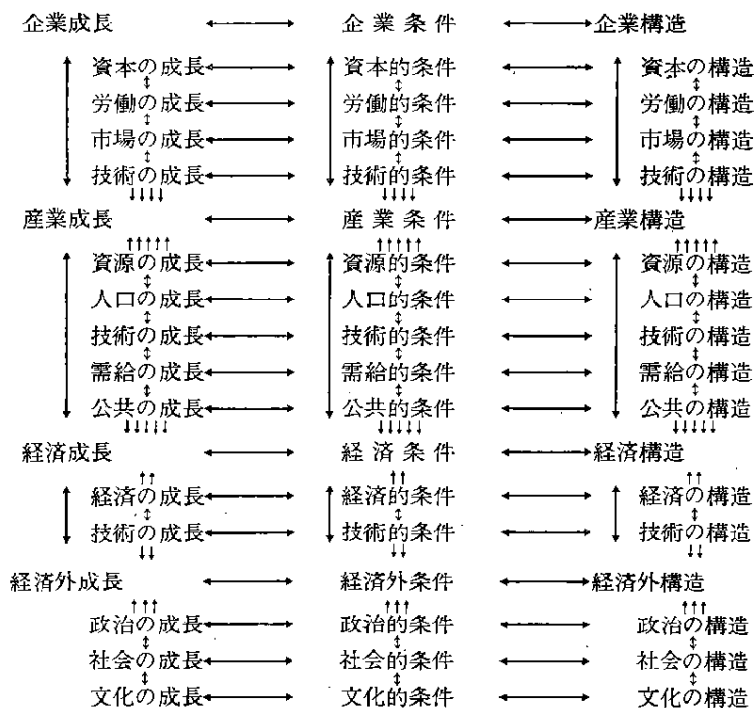 企業成長 ←→ 企業条件 ←→ 企業構造
資本の成長 ←→ 資本的条件 ←→ 資本の構造
労働の成長 ←→ 労働的条件 ←→ 労働の構造
市場の成長 ←→ 市場的条件 ←→ 市場の構造
技術の成長 ←→ 技術的条件 ←→ 技術の構造
産業成長 ←→ 産業条件 ←→ 産業構造
資源の成長 ←→ 資源的条件 ←→ 資源の構造
人口の成長 ←→ 人口的条件 ←→ 人口の構造
技術の成長 ←→ 技術的条件 ←→ 技術の構造
需給の成長 ←→ 需給的条件 ←→ 需給の構造
公共の成長 ←→ 公共的条件 ←→ 公共の構造
経済成長 ←→ 経済条件 ←→ 経済構造
経済の成長 ←→ 経済的条件 ←→ 経済の構造
技術の成長 ←→ 技術的条件 ←→ 技術の構造
経済外成長 ←→ 経済外条件 ←→ 経済外構造
政治の成長 ←→ 政治的条件 ←→ 政治の構造
社会の成長 ←→ 社会的条件 ←→ 社会の構造
文化の成長 ←→ 文化的条件 ←→ 文化の構造